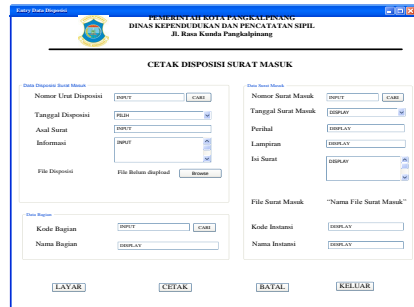 Entry Data Disposisi
PEMERINTAH KOTA PANGKALPINANG
DINAS KEPENDUDUKAN DAN PENCATATAN SIPIL
Jl. Rasa Kunda Pangkalpinang
CETAK DISPOSISI SURAT MASUK
Data Disposisi Surat Masuk
Nomor Urut Disposisi INPUT CARI
Tanggal Disposisi PILIH
Asal Surat INPUT
Informasi INPUT
File Disposisi File Belum diupload Browse
Data Surat Masuk
Nomor Surat Masuk INPUT CARI
Tanggal Surat Masuk DISPLAY
Perihal DISPLAY
Lampiran DISPLAY
Isi Surat DISPLAY
File Surat Masuk "Nama File Surat Masuk"
Kode Instansi DISPLAY
Nama Instansi DISPLAY
Data Bagian
Kode Bagian INPUT CARI
Nama Bagian DISPLAY
LAYAR CETAK BATAL KELUAR